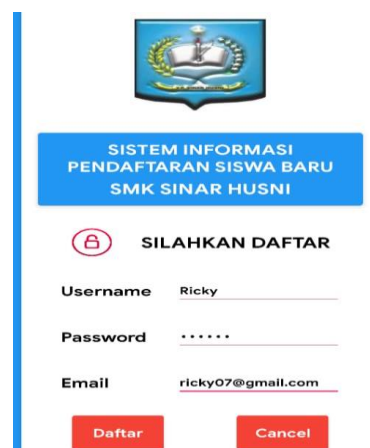 SISTEM INFORMASI
PENDAFTARAN SISWA BARU
SMK SINAR HUSNI
SILAHKAN DAFTAR
Username Ricky
Password ......
Email ricky07@gmail.com
Daftar Cancel